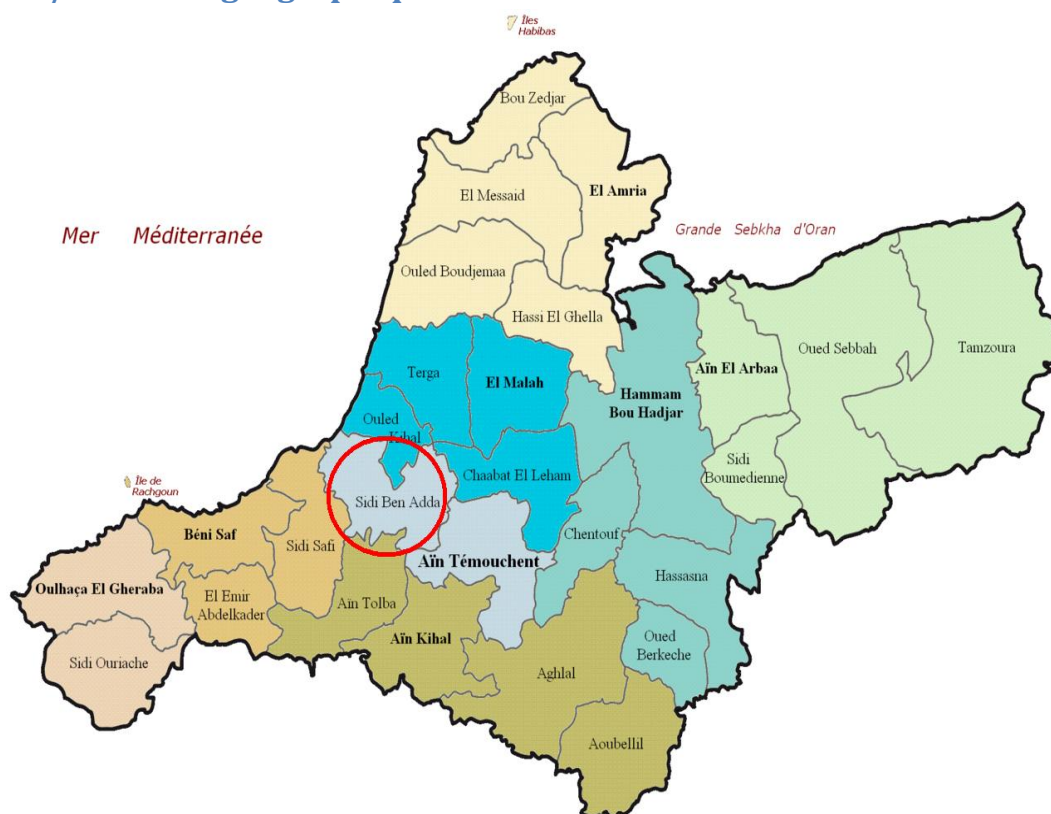 Îles
Habibas
Bou Zedjar
El Messaid
El Amria
Mer Méditerranée
Grande Sebkha d'Oran
Ouled Boudjemaa
Hassi El Ghella
Terga
El Malah
Hammam
Bou Hadjar
Aïn El Arbaa
Oued Sebbah
Tamzoura
Ouled
Kihal
Chaabat El Leham
Sidi
Boumedienne
Île de
Rachgoun
Sidi Ben Adda
Béni Saf
Sidi Safi
Chentouf
Aïn Témouchent
Hassasna
Oulhaça El Gheraba
El Emir
Abdelkader
Aïn Tolba
Aïn Kihal
Oued
Berkeche
Sidi Ouriache
Aghlal
Aoubellil